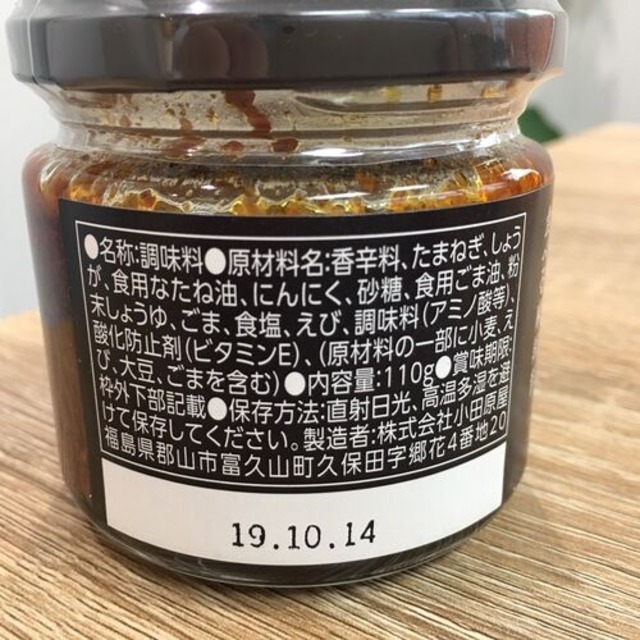 ●名称:調味料●原材料名:香辛料、たまねぎ、しょう
が、食用なたね油、にんにく、砂糖、食用ごま油、粉
末しょうゆ、ごま、食塩、えび、調味料(アミノ酸等)、
酸化防止剤(ビタミンE)、(原材料の一部に小麦、え
び、大豆、ごまを含む)●内容量:110g●賞味期限:
枠外下部記載●保存方法:直射日光、高温多湿を避
けて保存してください。製造者:株式会社小田原屋
福島県郡山市富久山町久保田字郷花4番地20
19.10.14